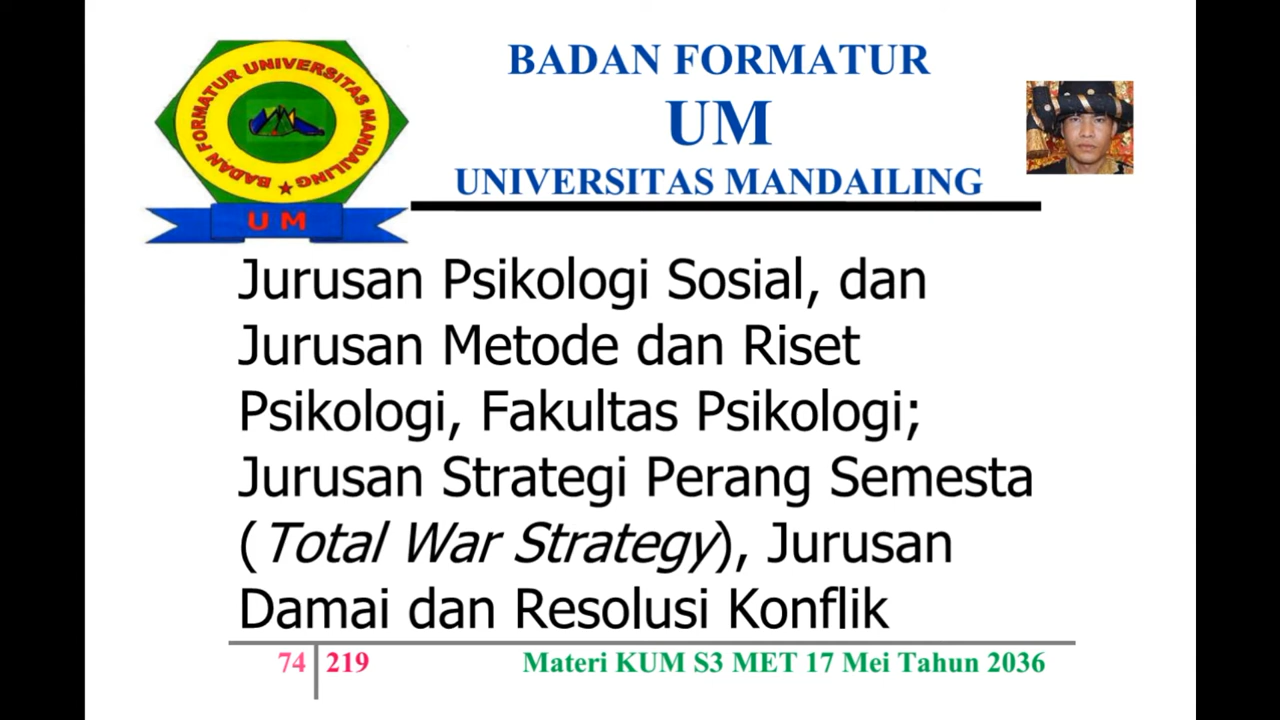 BADAN FORMATUR UNIVERSITAS MANDAILING
U M
BADAN FORMATUR
UM
UNIVERSITAS MANDAILING
Jurusan Psikologi Sosial, dan
Jurusan Metode dan Riset
Psikologi, Fakultas Psikologi;
Jurusan Strategi Perang Semesta
(Total War Strategy), Jurusan
Damai dan Resolusi Konflik
74 219 Materi KUM S3 MET 17 Mei Tahun 2036